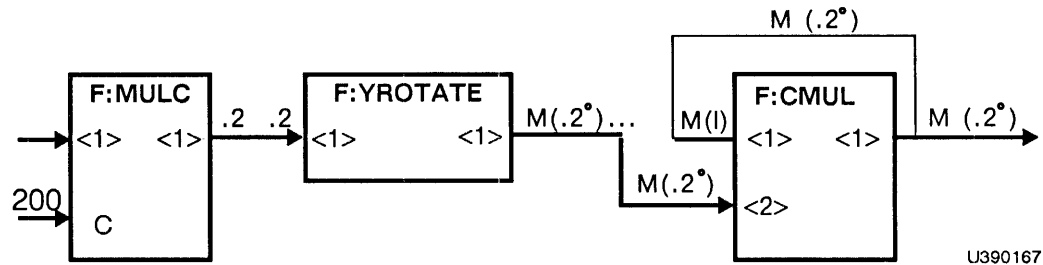 M (.2°)
F:MULC
F:YROTATE
F:CMUL
<1> <1> .2 .2 <1> <1> M(.2°)... M(I) <1> <1> M (.2°)
200
C
M(.2°)
<2>
U390167